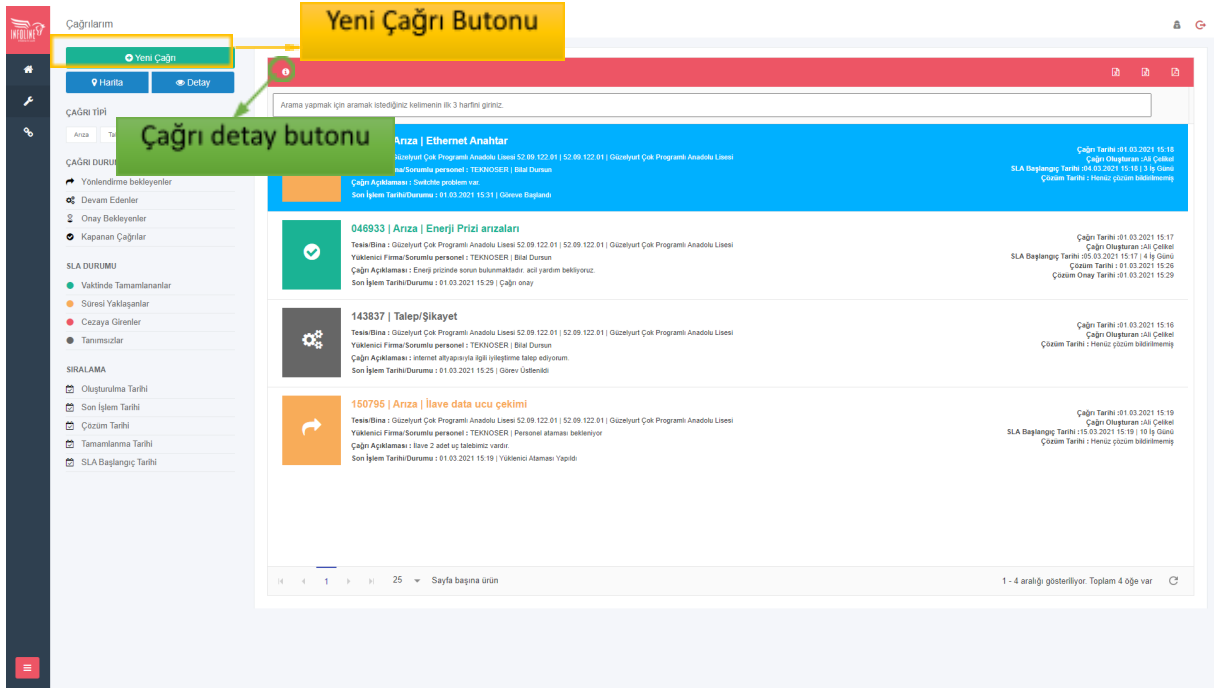 INFOLINE
Çağrılarım
Yeni Çağrı Butonu
Yeni Çağrı
Harita
Detay
ÇAĞRI TİPİ
Arıza
Çağrı detay butonu
ÇAĞRI DURUMU
Yönlendirme bekleyenler
Devam Edenler
Onay Bekleyenler
Kapanan Çağrılar
SLA DURUMU
Vaktinde Tamamlananlar
Süresi Yaklaşanlar
Cezaya Girenler
Tanımsızlar
SIRALAMA
Oluşturulma Tarihi
Son İşlem Tarihi
Çözüm Tarihi
Tamamlanma Tarihi
SLA Başlangıç Tarihi
Arama yapmak için aramak istediğiniz kelimenin ilk 3 harfini giriniz.
Arıza | Ethernet Anahtar
Güzelyurt Çok Programlı Anadolu Lisesi 52.09.122.01 | 52.09.122.01 | Güzelyurt Çok Programlı Anadolu Lisesi
personel : TEKNOSER | Bilal Dursun
Çağrı Açıklaması : Switchte problem var.
Son İşlem Tarihi/Durumu : 01.03.2021 15:31 | Göreve Başlandı
Çağrı Tarihi :01.03.2021 15:18
Çağrı Oluşturan :Ali Çelikel
SLA Başlangıç Tarihi :04.03.2021 15:18 | 3 İş Günü
Çözüm Tarihi : Henüz çözüm bildirilmemiş
046933 | Arıza | Enerji Prizi arızaları
Tesis/Bina : Güzelyurt Çok Programlı Anadolu Lisesi 52.09.122.01 | 52.09.122.01 | Güzelyurt Çok Programlı Anadolu Lisesi
Yüklenici Firma/Sorumlu personel : TEKNOSER | Bilal Dursun
Çağrı Açıklaması : Enerji prizinde sorun bulunmaktadır. acil yardım bekliyoruz.
Son İşlem Tarihi/Durumu : 01.03.2021 15:29 | Çağrı onay
Çağrı Tarihi :01.03.2021 15:17
Çağrı Oluşturan :Ali Çelikel
SLA Başlangıç Tarihi :05.03.2021 15:17 | 4 İş Günü
Çözüm Tarihi : 01.03.2021 15:26
Çözüm Onay Tarihi :01.03.2021 15:29
143837 | Talep/Şikayet
Tesis/Bina : Güzelyurt Çok Programlı Anadolu Lisesi 52.09.122.01 | 52.09.122.01 | Güzelyurt Çok Programlı Anadolu Lisesi
Yüklenici Firma/Sorumlu personel : TEKNOSER | Bilal Dursun
Çağrı Açıklaması : internet altyapısıyla ilgili iyileştirme talep ediyorum.
Son İşlem Tarihi/Durumu : 01.03.2021 15:25 | Görev Üstlenildi
Çağrı Tarihi :01.03.2021 15:16
Çağrı Oluşturan :Ali Çelikel
Çözüm Tarihi : Henüz çözüm bildirilmemiş
150795 | Arıza | İlave data ucu çekimi
Tesis/Bina : Güzelyurt Çok Programlı Anadolu Lisesi 52.09.122.01 | 52.09.122.01 | Güzelyurt Çok Programlı Anadolu Lisesi
Yüklenici Firma/Sorumlu personel : TEKNOSER | Personel ataması bekleniyor
Çağrı Açıklaması : İlave 2 adet uç talebimiz vardır.
Son İşlem Tarihi/Durumu : 01.03.2021 15:19 | Yüklenici Ataması Yapıldı
Çağrı Tarihi :01.03.2021 15:19
Çağrı Oluşturan :Ali Çelikel
SLA Başlangıç Tarihi :15.03.2021 15:19 | 10 İş Günü
Çözüm Tarihi : Henüz çözüm bildirilmemiş
1
25
Sayfa başına ürün
1 - 4 aralığı gösteriliyor. Toplam 4 öğe var